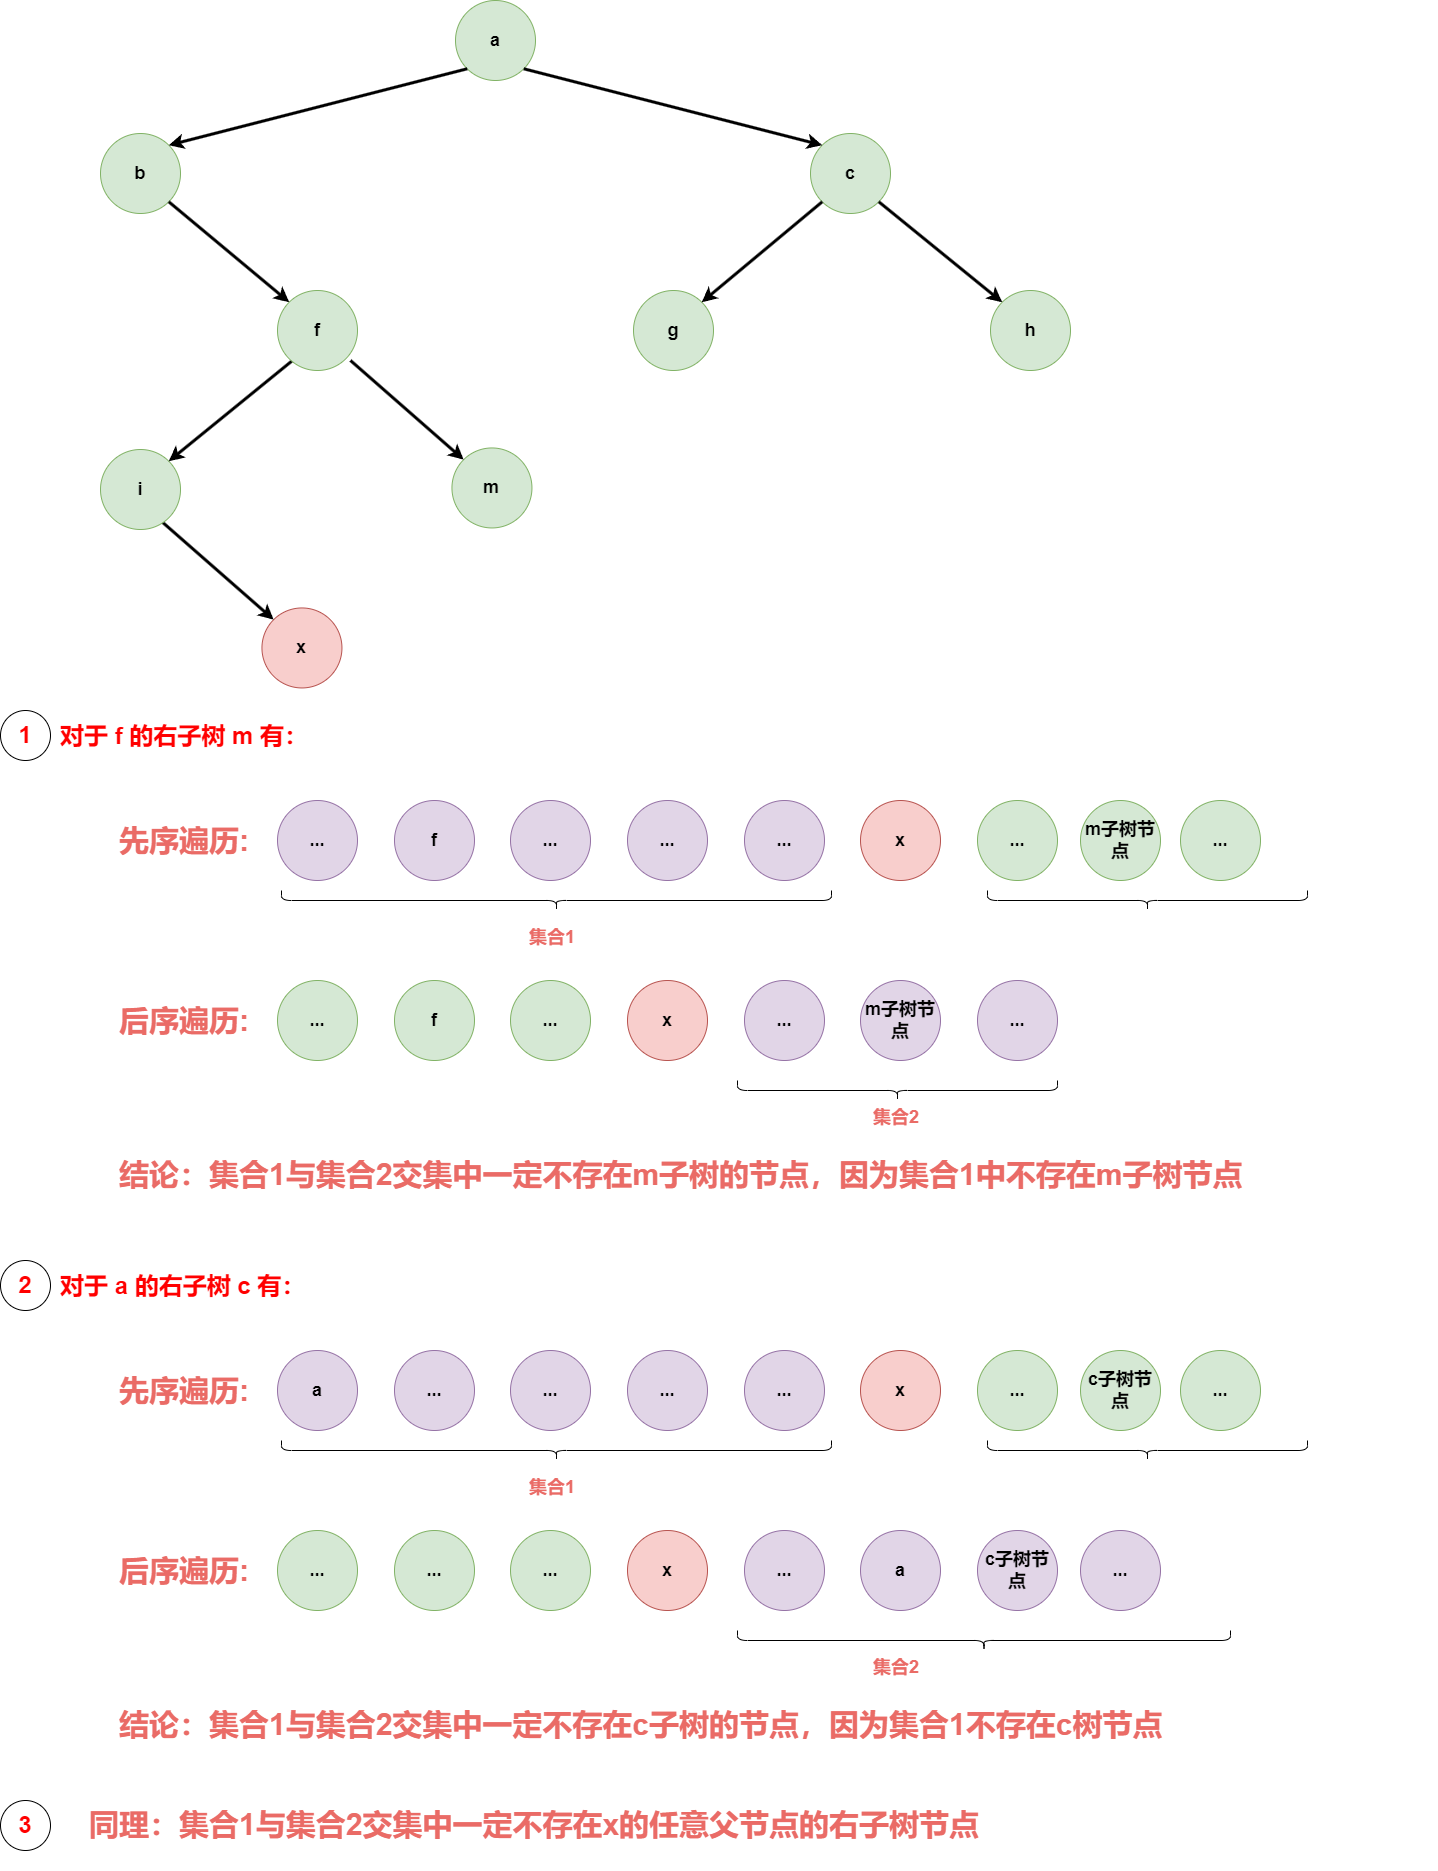 a
b
c
f
g
h
i
m
x
1 对于 f 的右子树 m 有：
先序遍历: ... f ... ... ... x ... m子树节
点 ...
集合1
后序遍历: ... f ... x ... m子树节
点 ...
集合2
结论：集合1与集合2交集中一定不存在m子树的节点，因为集合1中不存在m子树节点
2 对于 a 的右子树 c 有：
先序遍历: a ... ... ... ... x ... c子树节
点 ...
集合1
后序遍历: ... ... ... x ... a c子树节
点 ...
集合2
结论：集合1与集合2交集中一定不存在c子树的节点，因为集合1不存在c树节点
3 同理：集合1与集合2交集中一定不存在x的任意父节点的右子树节点